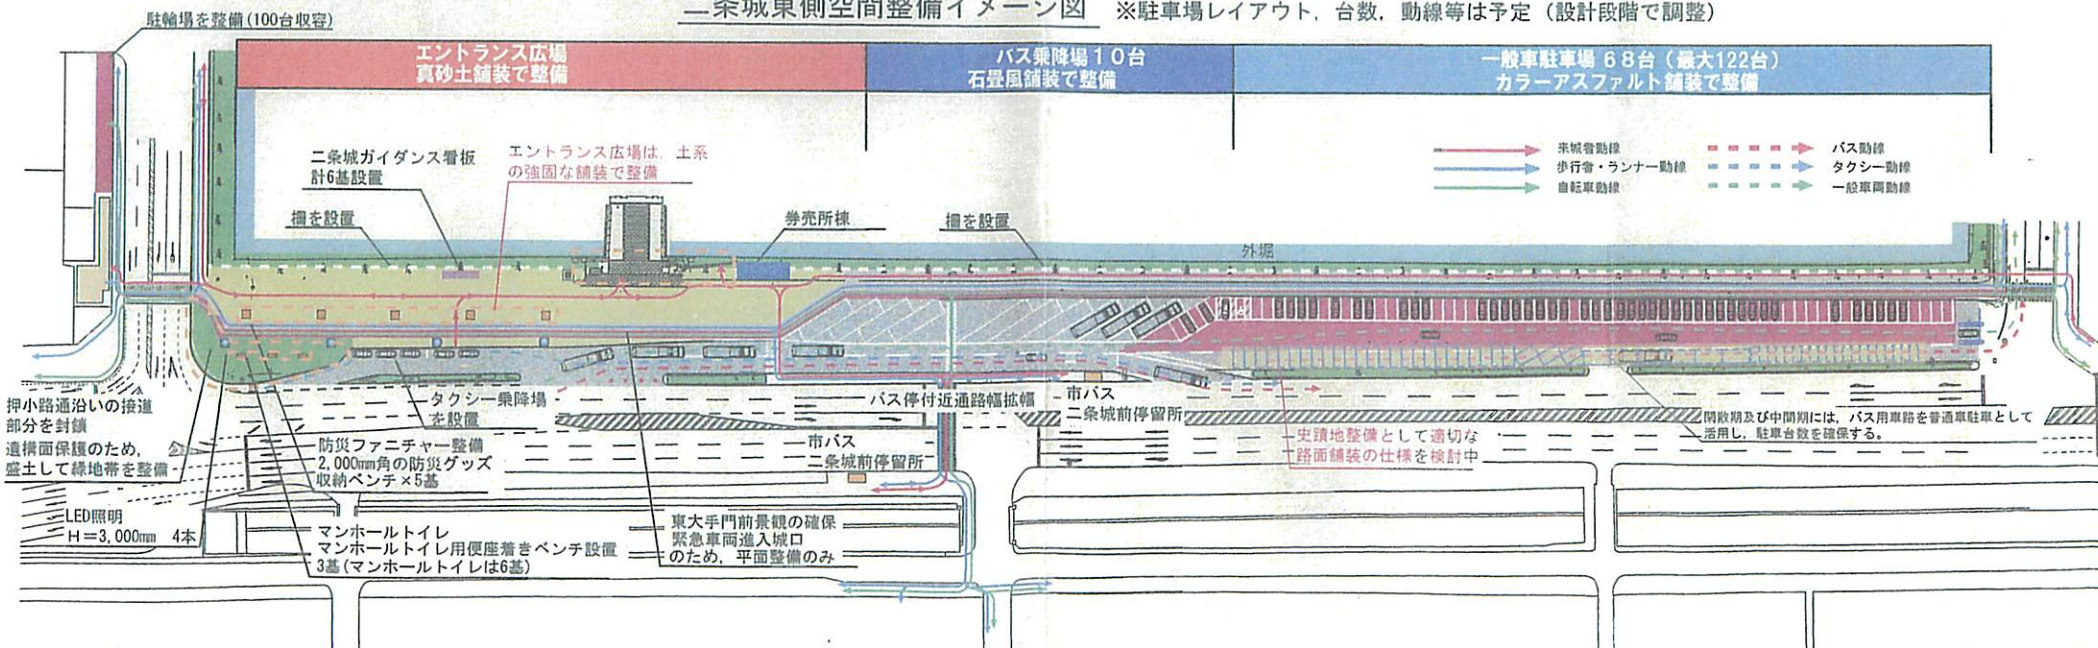 二条城東側空間整備イメージ図 ※駐車場レイアウト，台数，動線等は予定（設計段階で調整）
駐輪場を整備(100台収容)
エントランス広場
真砂土舗装で整備
バス乗降場１０台
石畳風舗装で整備
一般車駐車場 ６８台（最大122台）
カラーアスファルト舗装で整備
来城者動線
歩行者・ランナー動線
自転車動線
バス動線
タクシー動線
一般車両動線
二条城ガイダンス看板
計6基設置
エントランス広場は，土系
の強固な舗装で整備
柵を設置
券売所棟
柵を設置
外堀
押小路通沿いの接道
部分を封鎖
遺構面保護のため，
盛土して緑地帯を整備
LED照明
H＝3,000mm 4本
タクシー乗降場
を設置
防災ファニチャー整備
2,000mm角の防災グッズ
収納ベンチ×5基
マンホールトイレ
マンホールトイレ用便座着きベンチ設置
3基(マンホールトイレは6基)
東大手門前景観の確保
緊急車両進入城口
のため，平面整備のみ
バス停付近通路幅拡幅
市バス
二条城前停留所
市バス
二条城前停留所
史蹟地整備として適切な
路面舗装の仕様を検討中
閑散期及び中間期には，バス用車路を普通車駐車として
活用し，駐車台数を確保する。